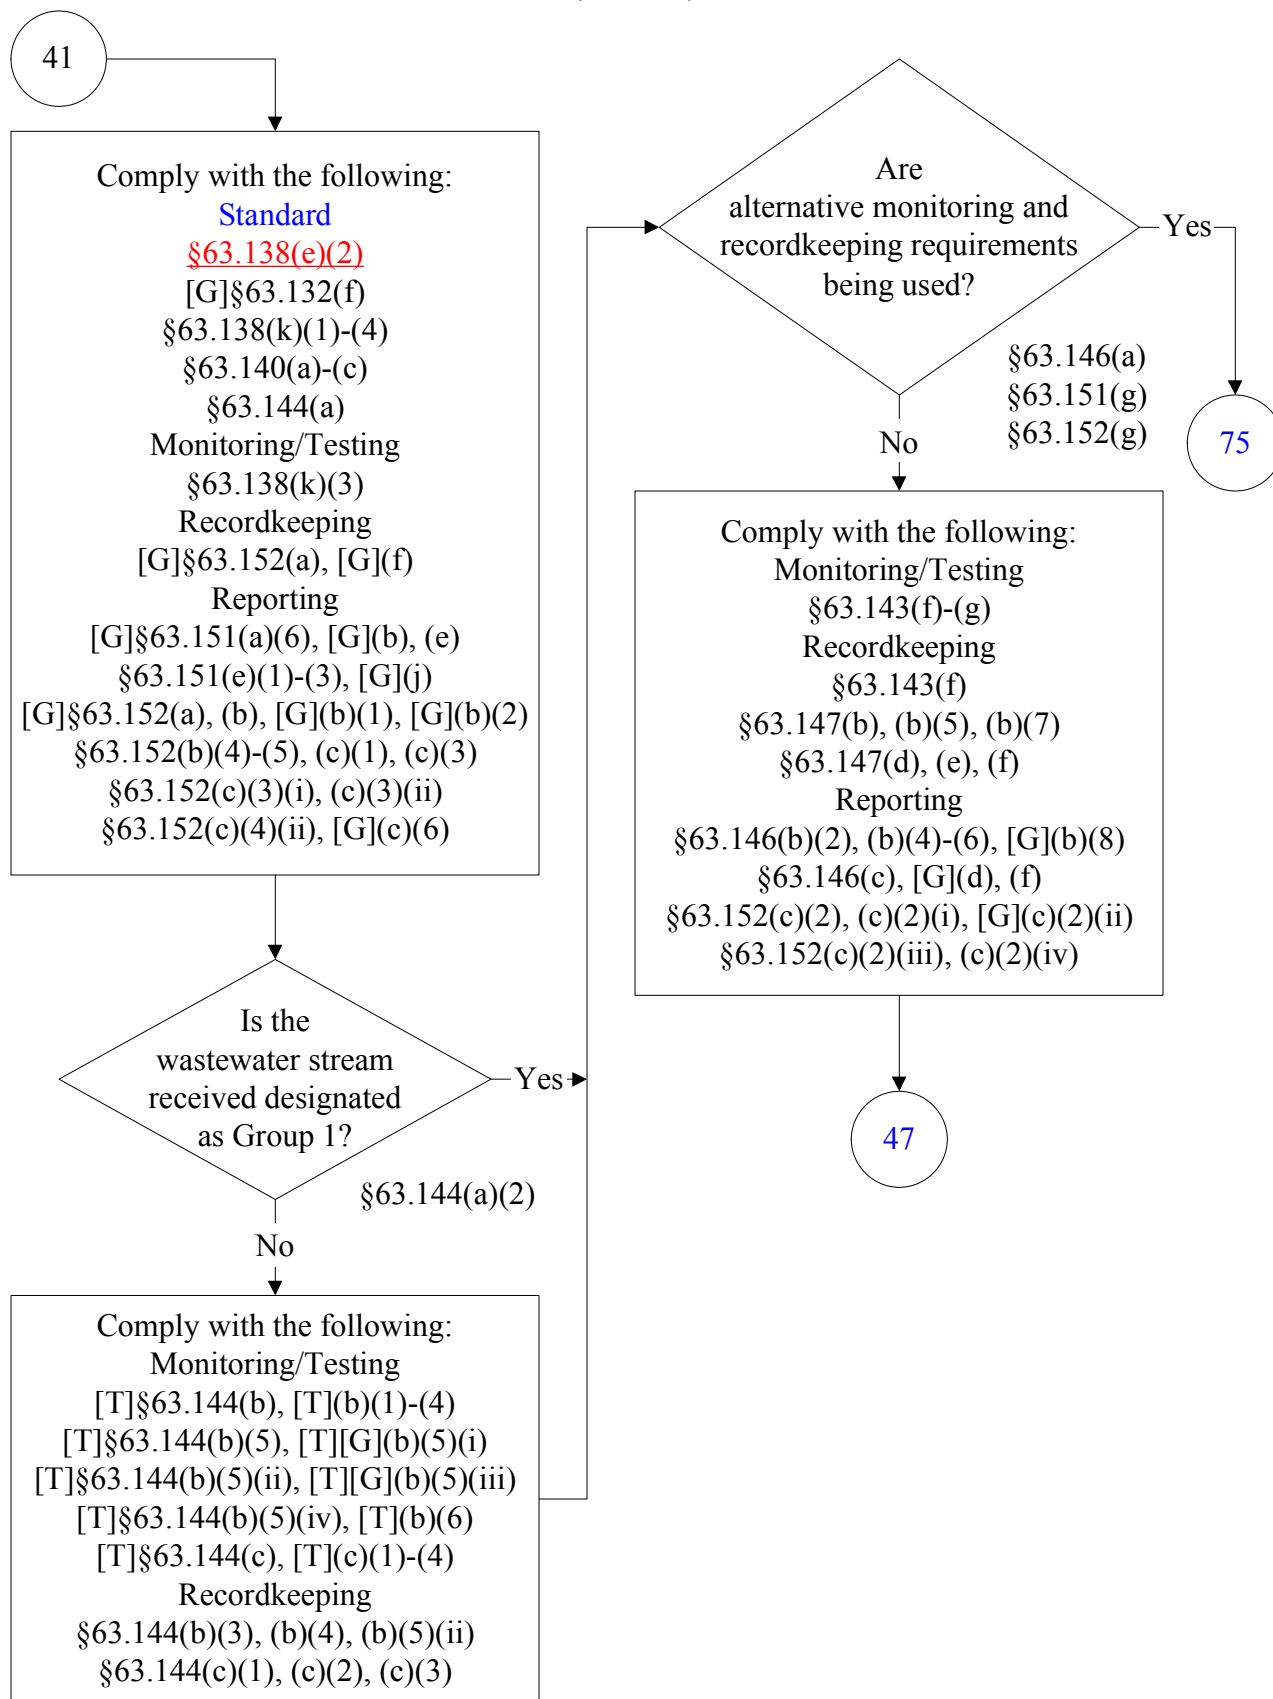 41
Comply with the following:
Standard
§63.138(e)(2)
[G]§63.132(f)
§63.138(k)(1)-(4)
§63.140(a)-(c)
§63.144(a)
Monitoring/Testing
§63.138(k)(3)
Recordkeeping
[G]§63.152(a), [G](f)
Reporting
[G]§63.151(a)(6), [G](b), (e)
§63.151(e)(1)-(3), [G](j)
[G]§63.152(a), (b), [G](b)(1), [G](b)(2)
§63.152(b)(4)-(5), (c)(1), (c)(3)
§63.152(c)(3)(i), (c)(3)(ii)
§63.152(c)(4)(ii), [G](c)(6)
Is the
wastewater stream
received designated
as Group 1?
Yes
§63.144(a)(2)
No
Comply with the following:
Monitoring/Testing
[T]§63.144(b), [T](b)(1)-(4)
[T]§63.144(b)(5), [T][G](b)(5)(i)
[T]§63.144(b)(5)(ii), [T][G](b)(5)(iii)
[T]§63.144(b)(5)(iv), [T](b)(6)
[T]§63.144(c), [T](c)(1)-(4)
Recordkeeping
§63.144(b)(3), (b)(4), (b)(5)(ii)
§63.144(c)(1), (c)(2), (c)(3)
Are
alternative monitoring and
recordkeeping requirements
being used?
Yes
§63.146(a)
§63.151(g)
§63.152(g)
75
No
Comply with the following:
Monitoring/Testing
§63.143(f)-(g)
Recordkeeping
§63.143(f)
§63.147(b), (b)(5), (b)(7)
§63.147(d), (e), (f)
Reporting
§63.146(b)(2), (b)(4)-(6), [G](b)(8)
§63.146(c), [G](d), (f)
§63.152(c)(2), (c)(2)(i), [G](c)(2)(ii)
§63.152(c)(2)(iii), (c)(2)(iv)
47